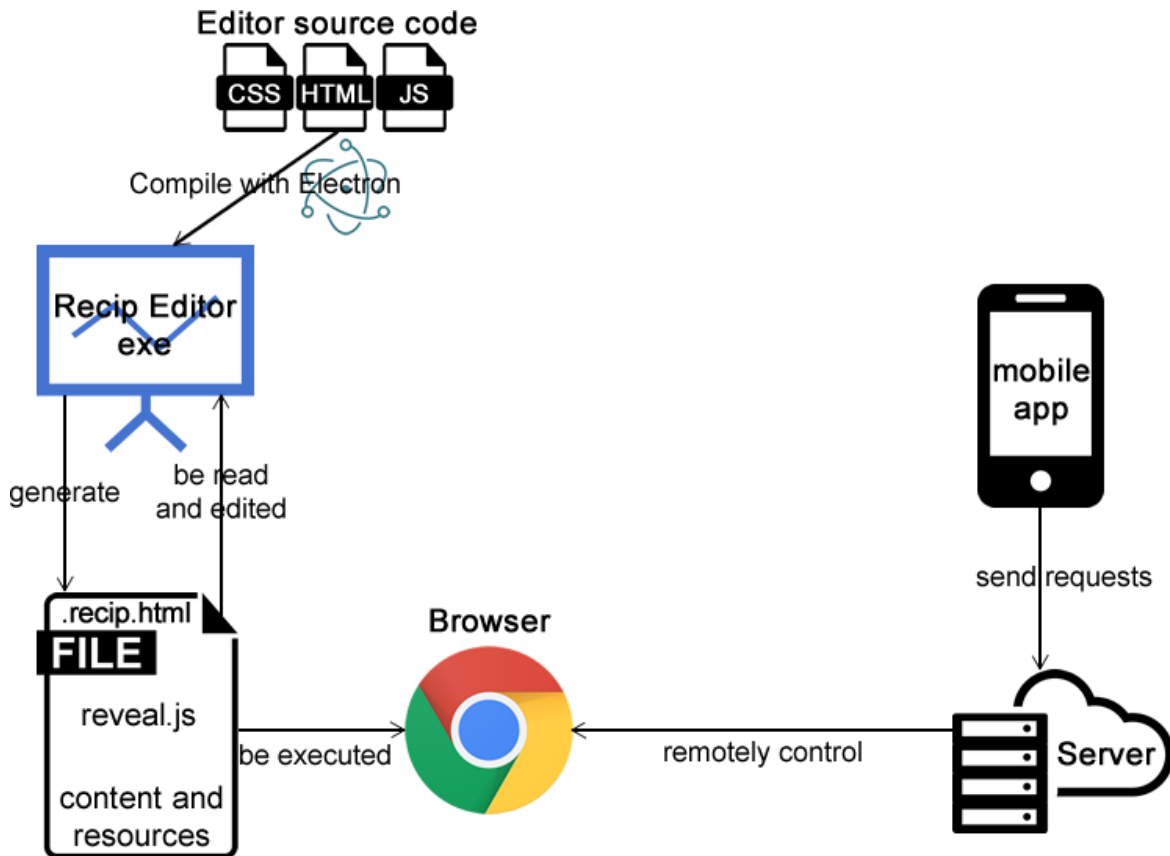 Editor source code
CSS
HTML
JS
Compile with Electron
Recip Editor
exe
mobile
app
generate
be read
and edited
send requests
.recip.html
FILE
reveal.js
content and
resources
Browser
be executed
remotely control
Server